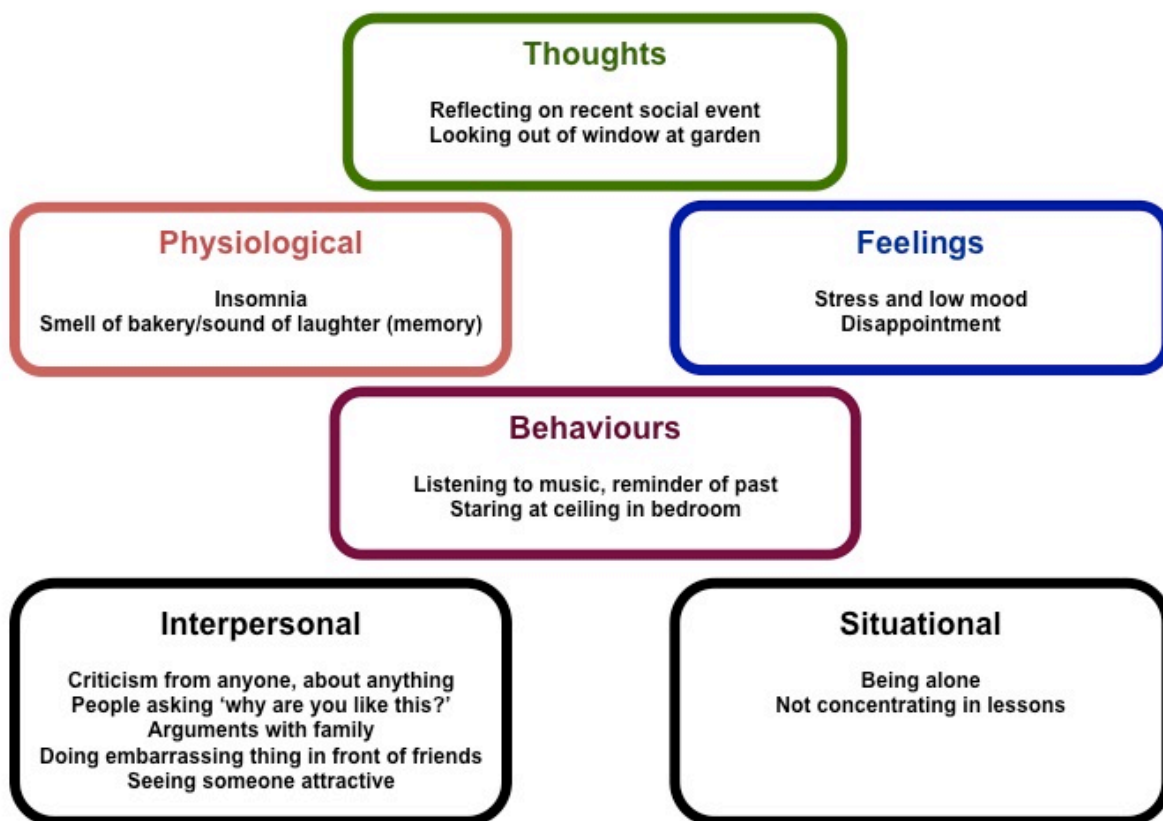 Thoughts
Reflecting on recent social event
Looking out of window at garden
Physiological
Insomnia
Smell of bakery/sound of laughter (memory)
Feelings
Stress and low mood
Disappointment
Behaviours
Listening to music, reminder of past
Staring at ceiling in bedroom
Interpersonal
Criticism from anyone, about anything
People asking ‘why are you like this?’
Arguments with family
Doing embarrassing thing in front of friends
Seeing someone attractive
Situational
Being alone
Not concentrating in lessons